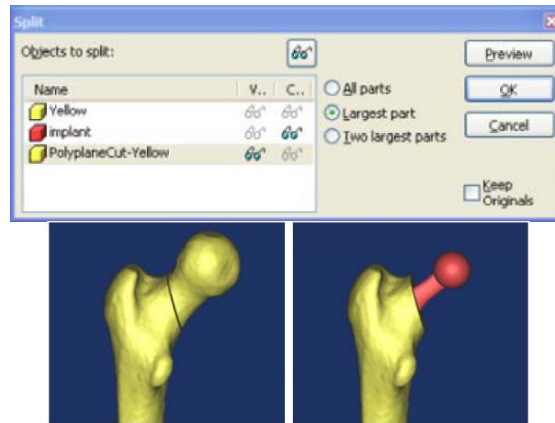 Split
Objects to split:
Name V.. C..
Yellow
implant
PolyplaneCut-Yellow
All parts
Largest part
Two largest parts
Preview
OK
Cancel
Keep
Originals